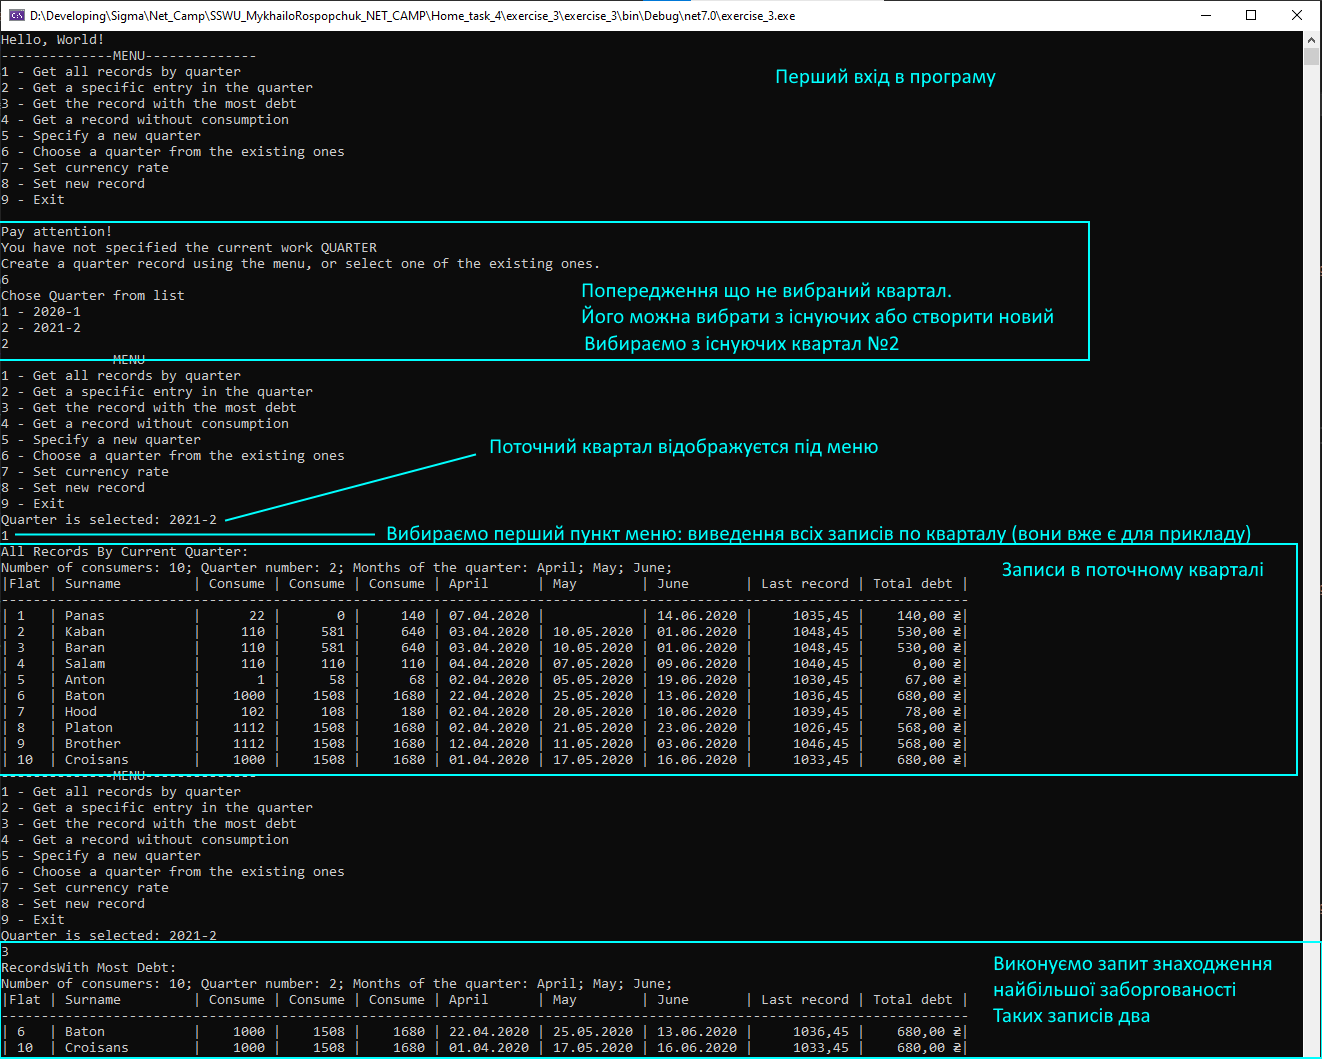 D:\Developing\Sigma\Net_Camp\SSWU_MykhailoRospopchuk_NET_CAMP\Home_task_4\exercise_3\exercise_3\bin\Debug\net7.0\exercise_3.exe
Hello, World!
--------------MENU--------------
1 - Get all records by quarter
Перший вхід в програму
2 - Get a specific entry in the quarter
3 - Get the record with the most debt
4 - Get a record without consumption
5 - Specify a new quarter
6 - Choose a quarter from the existing ones
7 - Set currency rate
8 - Set new record
9 - Exit
Pay attention!
You have not specified the current work QUARTER
Create a quarter record using the menu, or select one of the existing ones.
6
Chose Quarter from list
1 - 2020-1
2 - 2021-2
2
Попередження що не вибраний квартал.
Його можна вибрати з існуючих або створити новий
Вибираємо з існуючих квартал №2
--------------MENU--------------
1 - Get all records by quarter
2 - Get a specific entry in the quarter
3 - Get the record with the most debt
4 - Get a record without consumption
5 - Specify a new quarter
6 - Choose a quarter from the existing ones
7 - Set currency rate
8 - Set new record
9 - Exit
Поточний квартал відображуєтся під меню
Quarter is selected: 2021-2
1
Вибираємо перший пункт меню: виведення всіх записів по кварталу (вони вже є для прикладу)
All Records By Current Quarter:
Number of consumers: 10; Quarter number: 2; Months of the quarter: April; May; June;
Записи в поточному кварталі
|Flat | Surname | Consume | Consume | Consume | April | May | June | Last record | Total debt |
| 1 | Panas | 22 | 0 | 140 | 07.04.2020 | | 14.06.2020 | 1035,45 | 140,00 ₴|
| 2 | Kaban | 110 | 581 | 640 | 03.04.2020 | 10.05.2020 | 01.06.2020 | 1048,45 | 530,00 ₴|
| 3 | Baran | 110 | 581 | 640 | 03.04.2020 | 10.05.2020 | 01.06.2020 | 1048,45 | 530,00 ₴|
| 4 | Salam | 110 | 110 | 110 | 04.04.2020 | 07.05.2020 | 09.06.2020 | 1040,45 | 0,00 ₴|
| 5 | Anton | 1 | 58 | 68 | 02.04.2020 | 05.05.2020 | 19.06.2020 | 1030,45 | 67,00 ₴|
| 6 | Baton | 1000 | 1508 | 1680 | 22.04.2020 | 25.05.2020 | 13.06.2020 | 1036,45 | 680,00 ₴|
| 7 | Hood | 102 | 108 | 180 | 02.04.2020 | 20.05.2020 | 10.06.2020 | 1039,45 | 78,00 ₴|
| 8 | Platon | 1112 | 1508 | 1680 | 02.04.2020 | 21.05.2020 | 23.06.2020 | 1026,45 | 568,00 ₴|
| 9 | Brother | 1112 | 1508 | 1680 | 12.04.2020 | 11.05.2020 | 03.06.2020 | 1046,45 | 568,00 ₴|
| 10 | Croisans | 1000 | 1508 | 1680 | 01.04.2020 | 17.05.2020 | 16.06.2020 | 1033,45 | 680,00 ₴|
--------------MENU--------------
1 - Get all records by quarter
2 - Get a specific entry in the quarter
3 - Get the record with the most debt
4 - Get a record without consumption
5 - Specify a new quarter
6 - Choose a quarter from the existing ones
7 - Set currency rate
8 - Set new record
9 - Exit
Quarter is selected: 2021-2
3
RecordsWith Most Debt:
Number of consumers: 10; Quarter number: 2; Months of the quarter: April; May; June;
|Flat | Surname | Consume | Consume | Consume | April | May | June | Last record | Total debt |
| 6 | Baton | 1000 | 1508 | 1680 | 22.04.2020 | 25.05.2020 | 13.06.2020 | 1036,45 | 680,00 ₴|
| 10 | Croisans | 1000 | 1508 | 1680 | 01.04.2020 | 17.05.2020 | 16.06.2020 | 1033,45 | 680,00 ₴|
Виконуємо запит знаходження
найбільшої заборгованості
Таких записів два